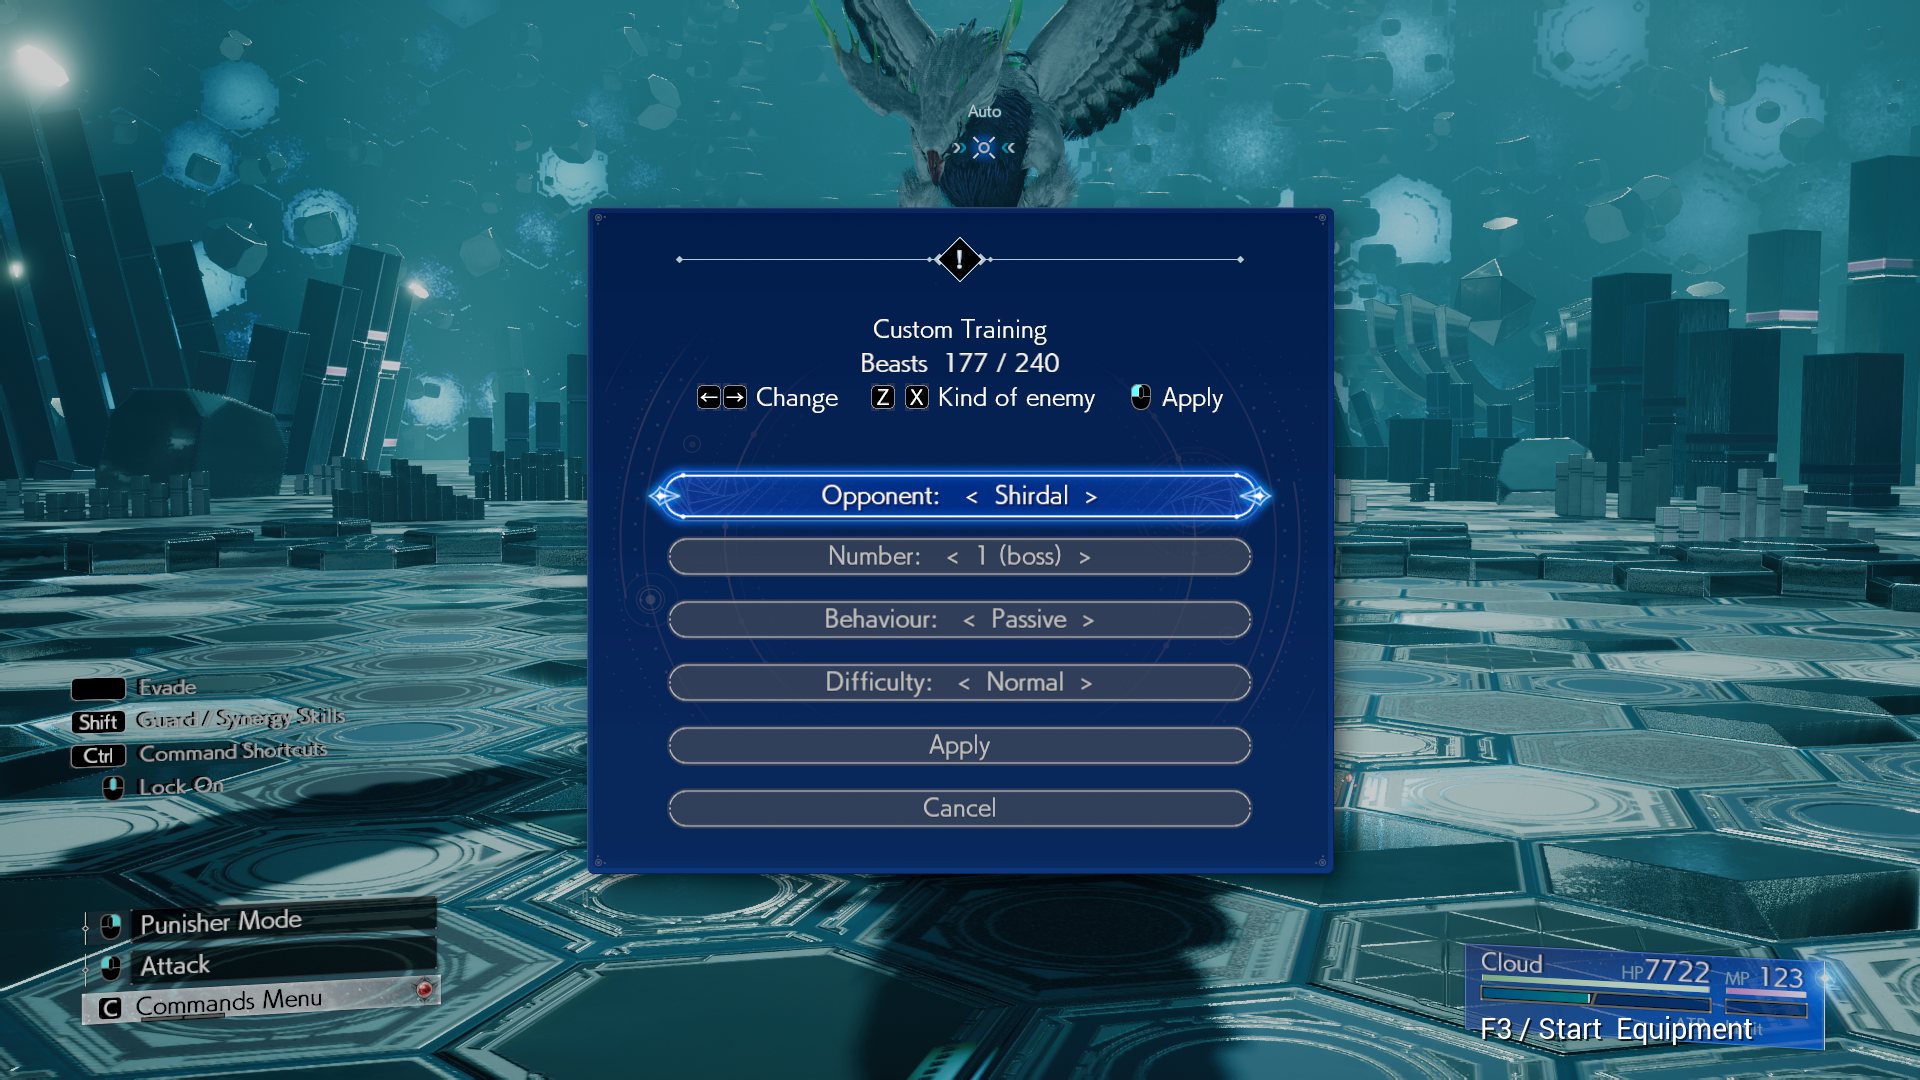 Auto
!
Custom Training
Beasts 177 / 240
← → Change Z X Kind of enemy Apply
Opponent: < Shirdal >
Number: < 1 (boss) >
Behaviour: < Passive >
Difficulty: < Normal >
Apply
Cancel
Evade
Shift Guard / Synergy Skills
Ctrl Command Shortcuts
Lock On
Punisher Mode
Attack
C Commands Menu
Cloud HP 7722 MP 123
F3 / Start Equipment